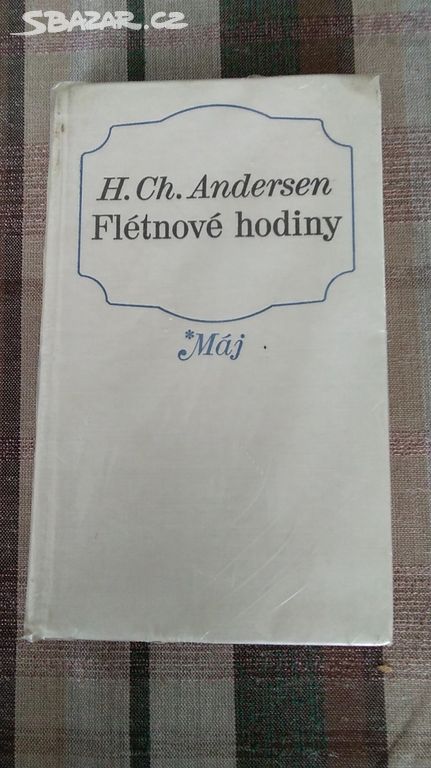 SBAZAR.CZ
H. Ch. Andersen
Flétnové hodiny
*Máj